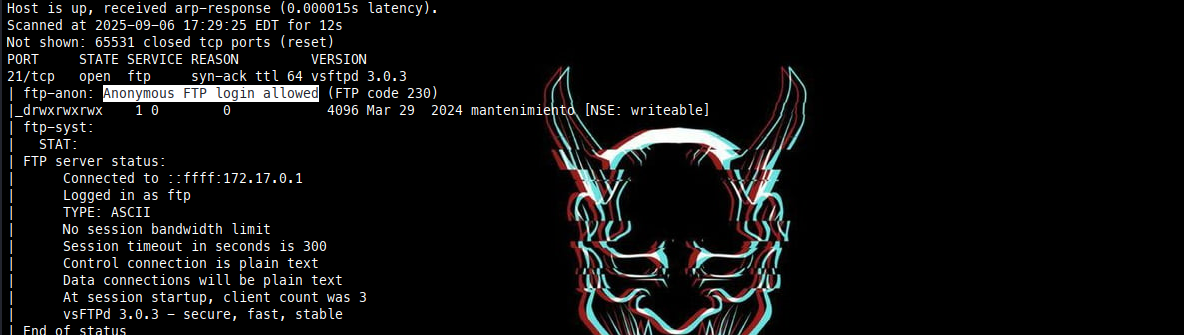 Host is up, received arp-response (0.000015s latency).
Scanned at 2025-09-06 17:29:25 EDT for 12s
Not shown: 65531 closed tcp ports (reset)
PORT     STATE SERVICE REASON         VERSION
21/tcp   open  ftp     syn-ack ttl 64 vsftpd 3.0.3
| ftp-anon: Anonymous FTP login allowed (FTP code 230)
|_drwxrwxrwx    1 0        0            4096 Mar 29  2024 mantenimiento [NSE: writeable]
| ftp-syst:
|   STAT:
| FTP server status:
|      Connected to ::ffff:172.17.0.1
|      Logged in as ftp
|      TYPE: ASCII
|      No session bandwidth limit
|      Session timeout in seconds is 300
|      Control connection is plain text
|      Data connections will be plain text
|      At session startup, client count was 3
|      vsFTPd 3.0.3 - secure, fast, stable
| End of status